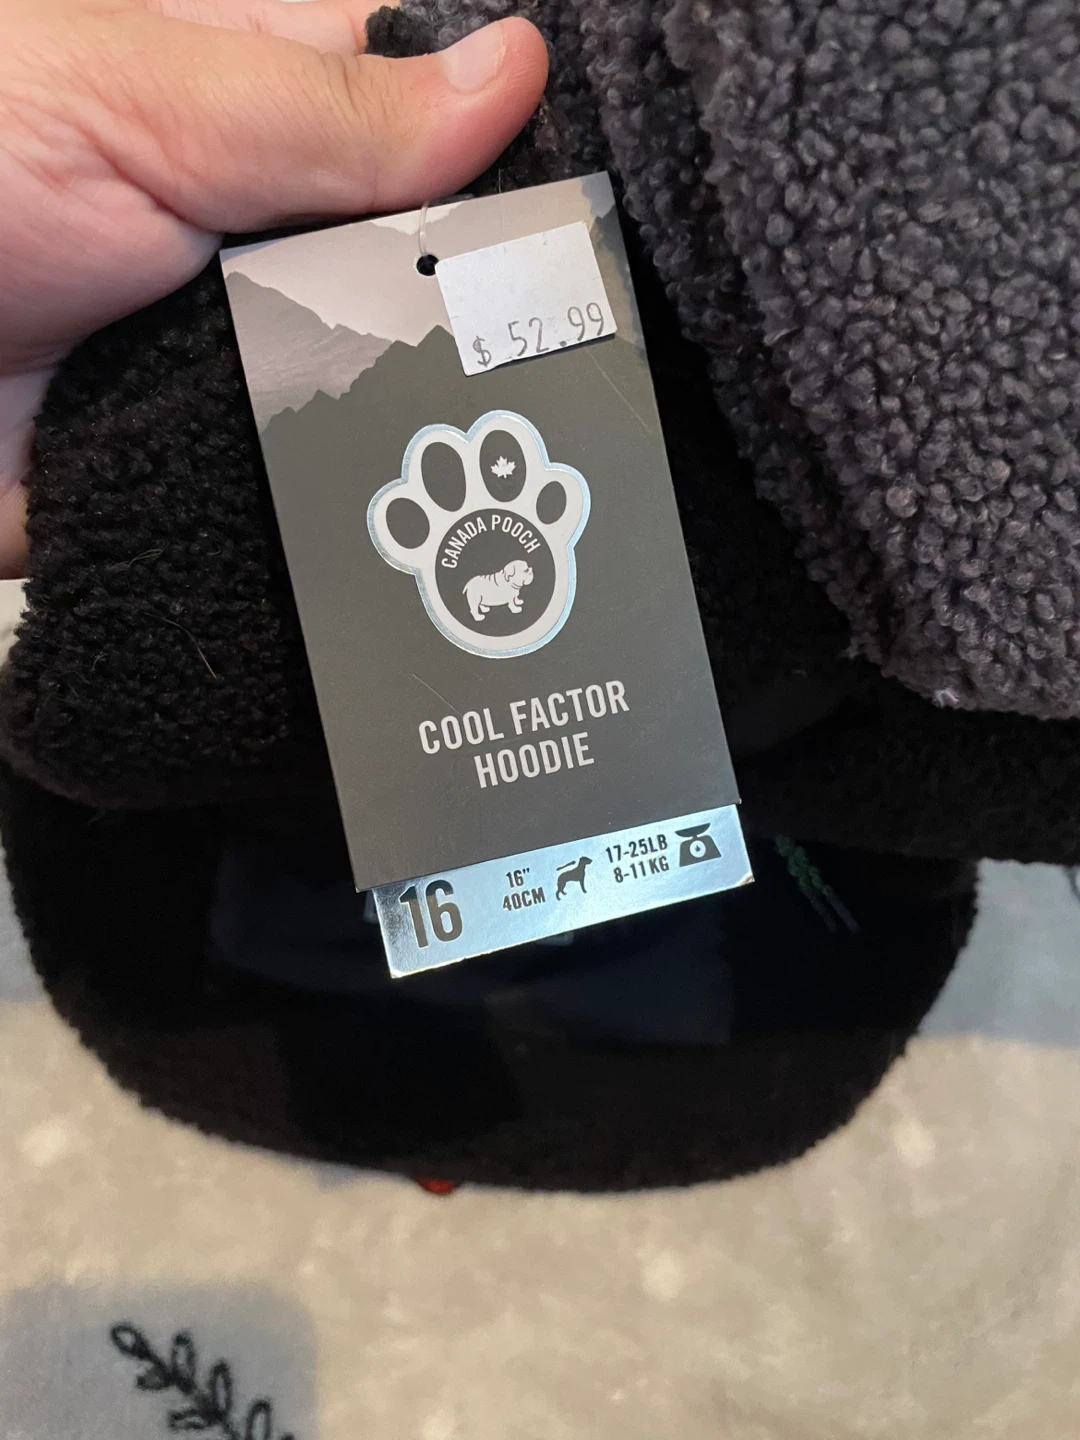 $ 52.99
CANADA POOCH
COOL FACTOR
HOODIE
16
16"
40CM
17-25LB
8-11KG